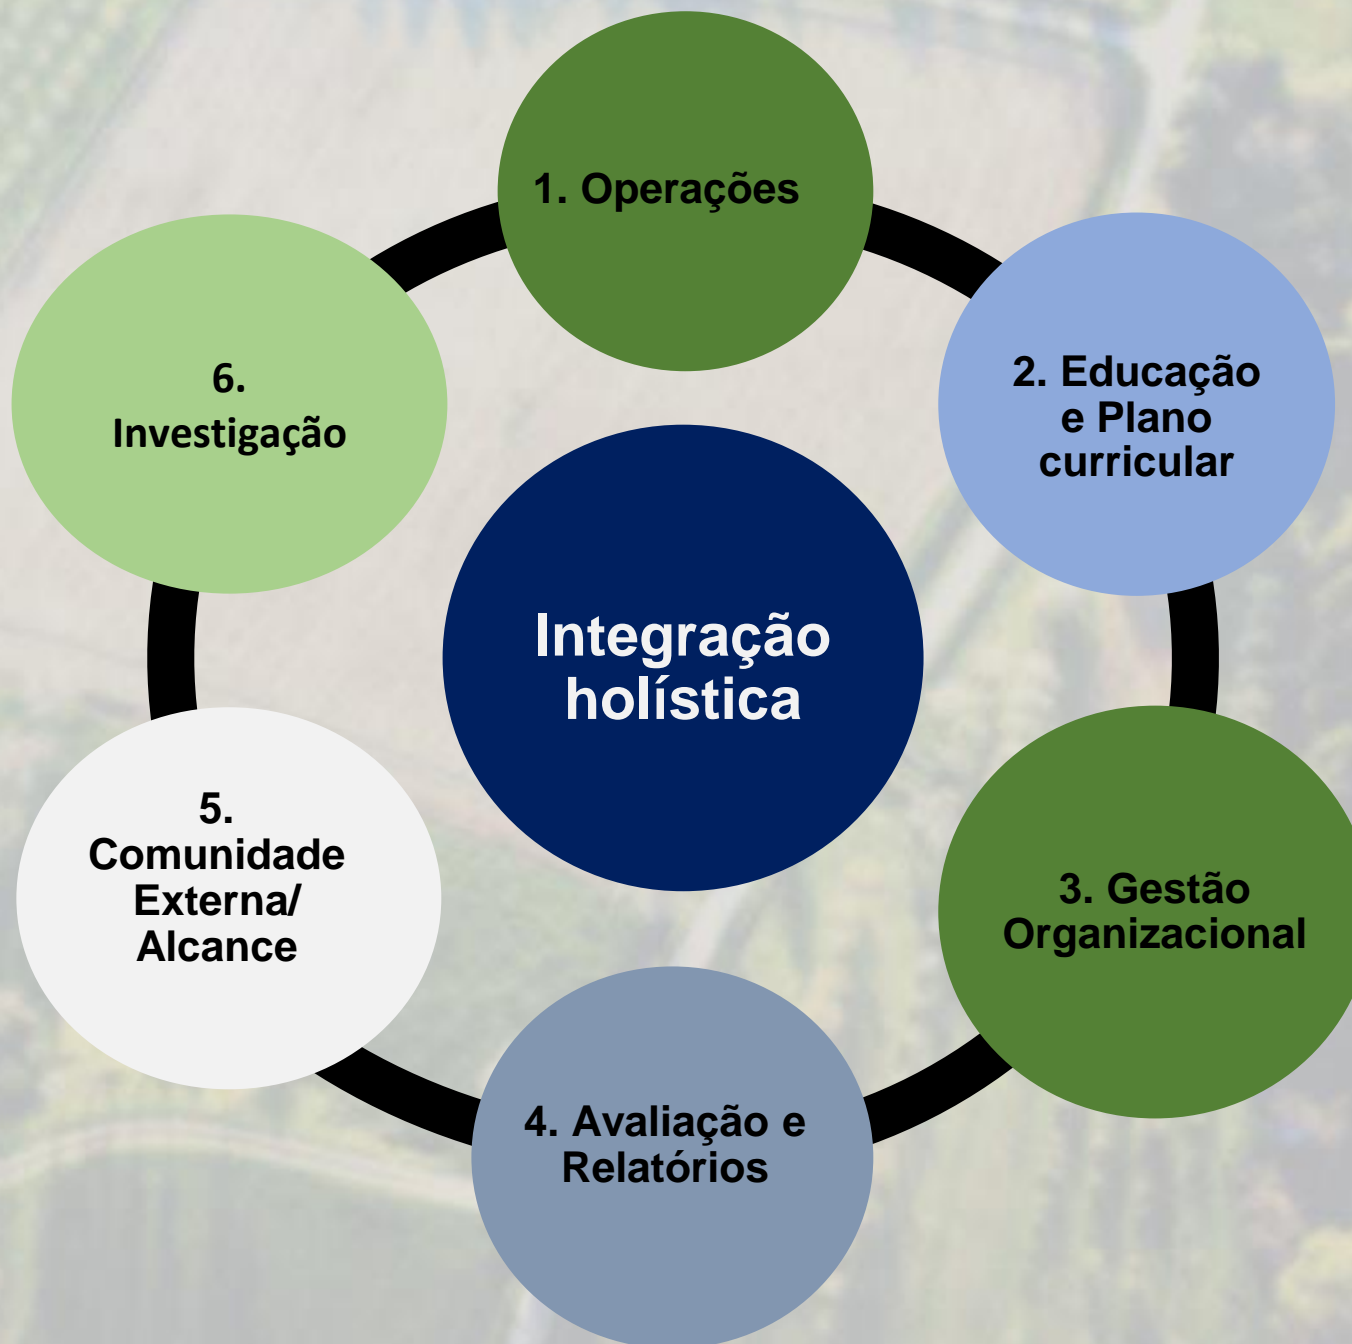 1. Operações
2. Educação
e Plano
curricular
3. Gestão
Organizacional
4. Avaliação e
Relatórios
5.
Comunidade
Externa/
Alcance
6.
Investigação
Integração
holística